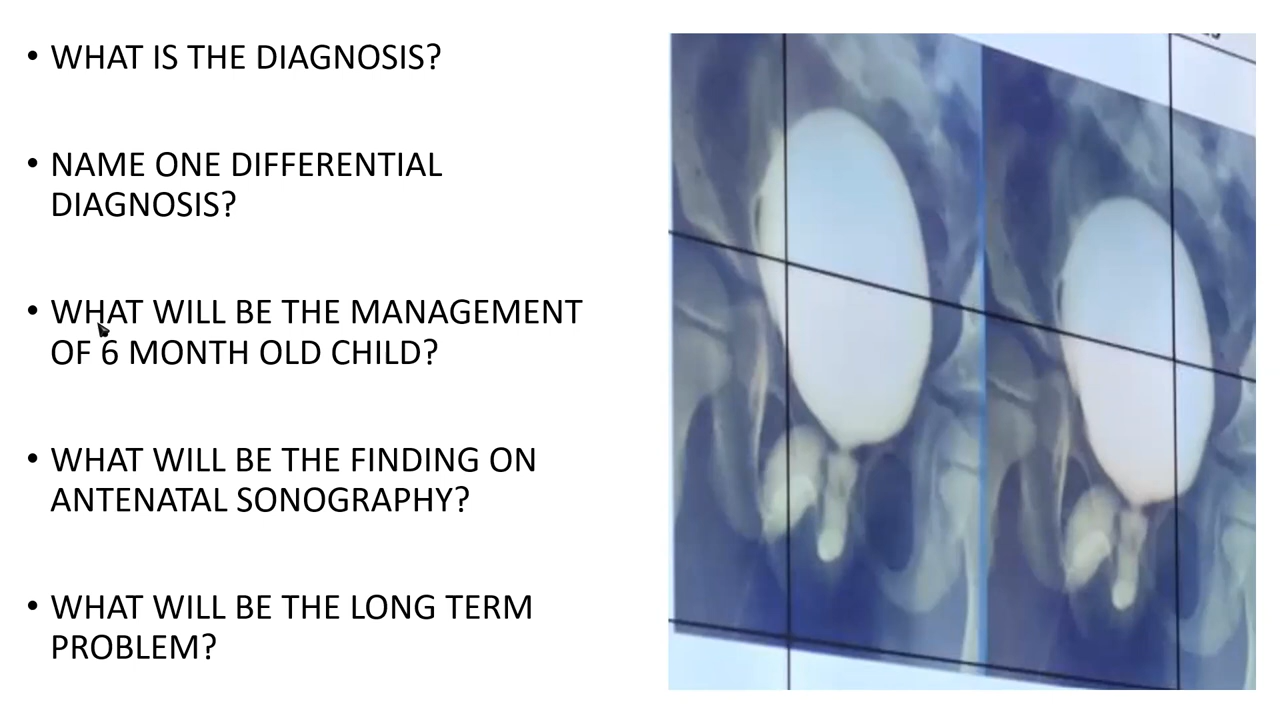 • WHAT IS THE DIAGNOSIS?
• NAME ONE DIFFERENTIAL
DIAGNOSIS?
• WHAT WILL BE THE MANAGEMENT
OF 6 MONTH OLD CHILD?
• WHAT WILL BE THE FINDING ON
ANTENATAL SONOGRAPHY?
• WHAT WILL BE THE LONG TERM
PROBLEM?